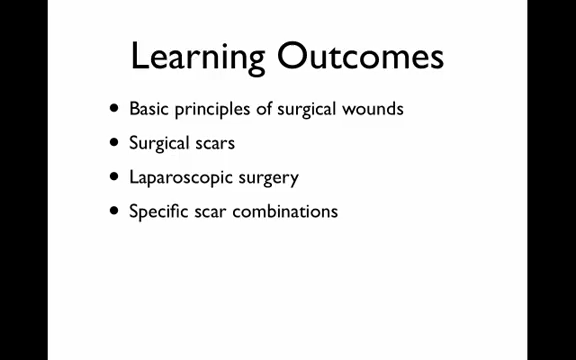 Learning Outcomes
• Basic principles of surgical wounds
• Surgical scars
• Laparoscopic surgery
• Specific scar combinations